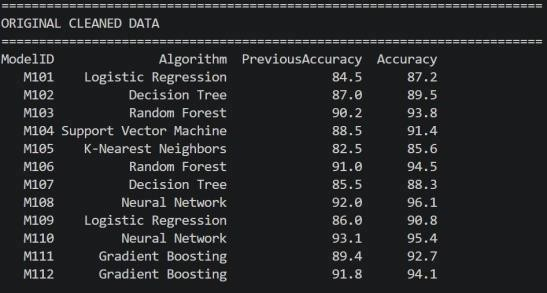 ========================================================================
ORIGINAL CLEANED DATA
========================================================================
ModelID              Algorithm  PreviousAccuracy  Accuracy
   M101    Logistic Regression              84.5      87.2
   M102          Decision Tree              87.0      89.5
   M103          Random Forest              90.2      93.8
   M104 Support Vector Machine              88.5      91.4
   M105    K-Nearest Neighbors              82.5      85.6
   M106          Random Forest              91.0      94.5
   M107          Decision Tree              85.5      88.3
   M108         Neural Network              92.0      96.1
   M109    Logistic Regression              86.0      90.8
   M110         Neural Network              93.1      95.4
   M111      Gradient Boosting              89.4      92.7
   M112      Gradient Boosting              91.8      94.1